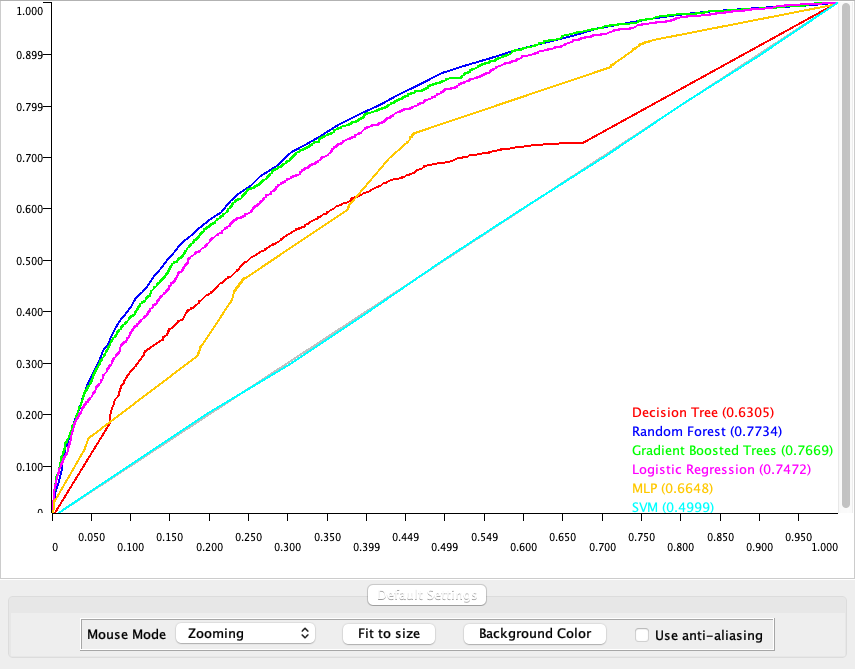 1.000
0.899
0.799
0.700
0.600
0.500
0.400
0.300
0.200
0.100
0
Decision Tree (0.6305)
Random Forest (0.7734)
Gradient Boosted Trees (0.7669)
Logistic Regression (0.7472)
MLP (0.6648)
SVM (0.4999)
0.050 0.150 0.250 0.350 0.449 0.549 0.650 0.750 0.850 0.950
0 0.100 0.200 0.300 0.399 0.499 0.600 0.700 0.800 0.900 1.000
Default Settings
Mouse Mode Zooming Fit to size Background Color Use anti-aliasing